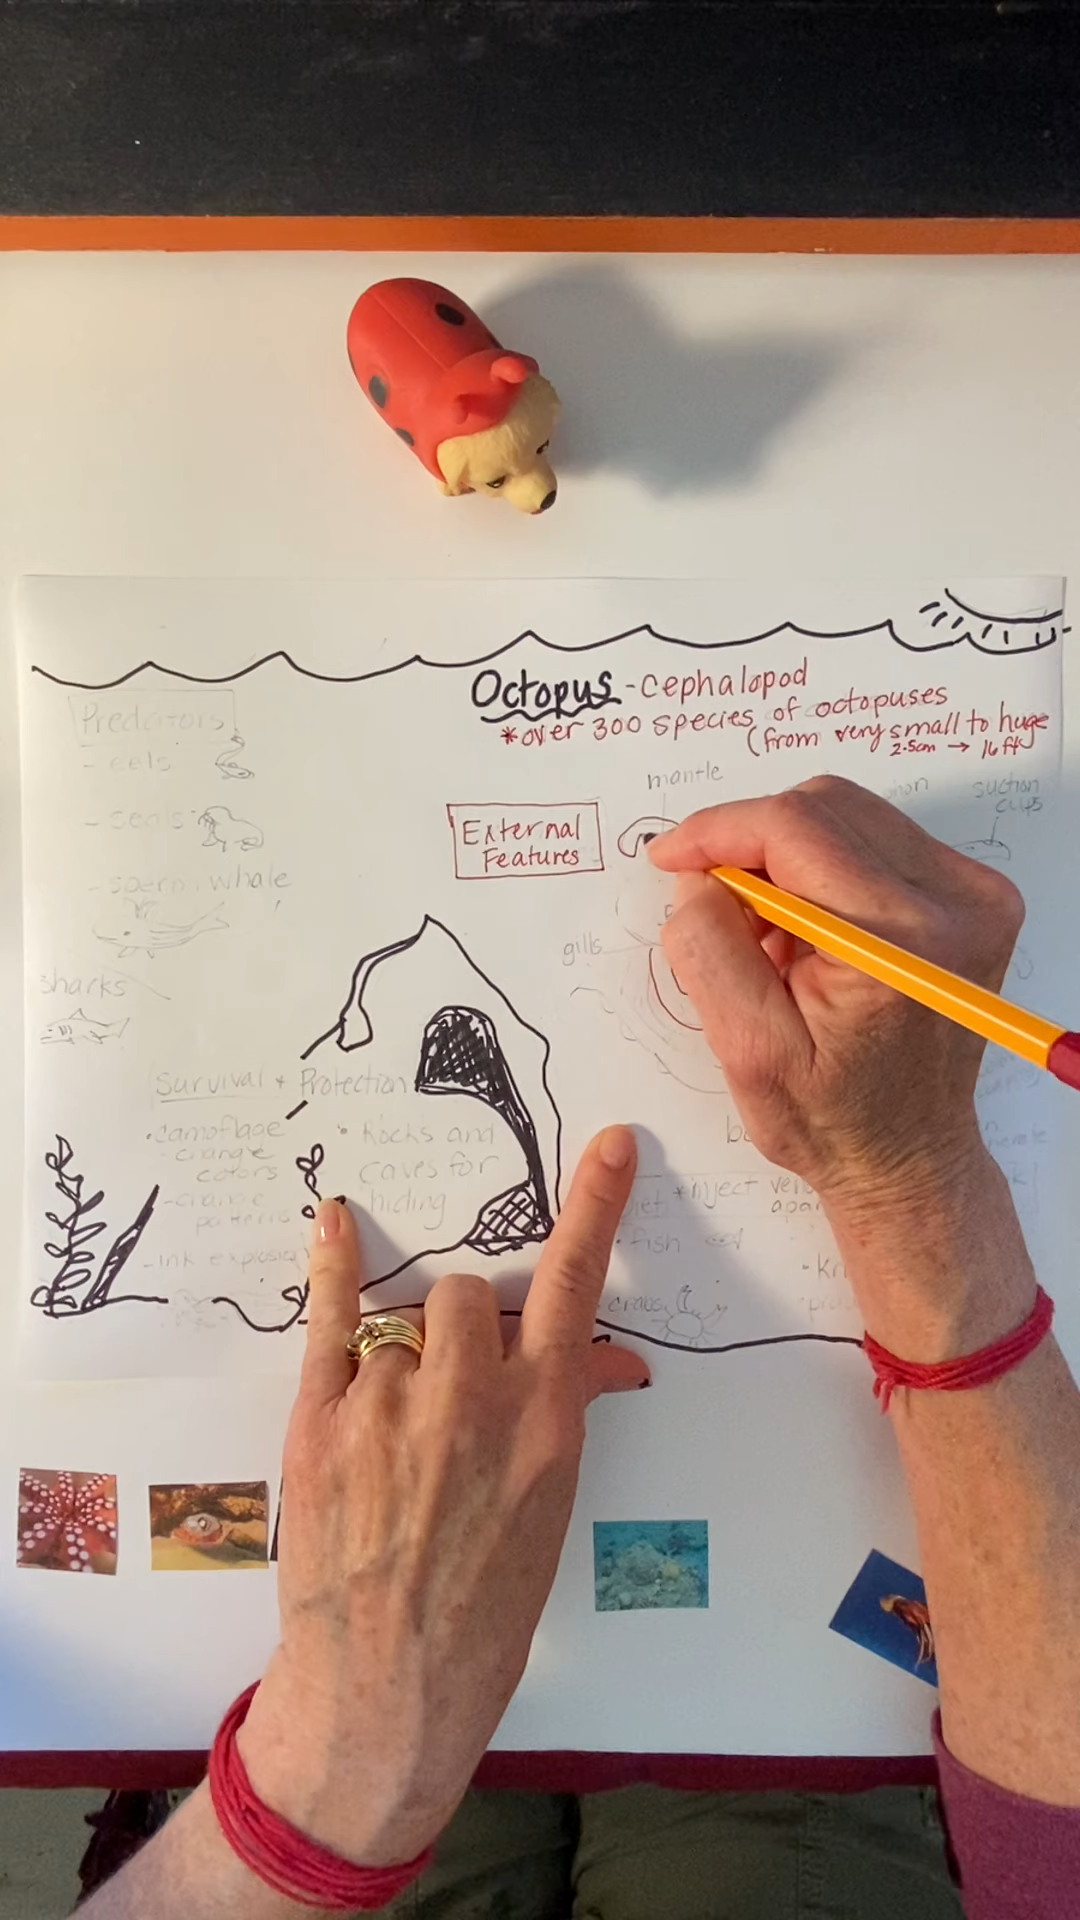 Octopus - Cephalopod
*over 300 species of octopuses
(from very small to huge
2.5cm → 16 ft
Predators
- eels
- seals
- sperm whale
sharks
External
Features
mantle
suction
cups
gills
Survival + Protection
• camoflage
- change
colors
- change
patterns
- ink explosion
• Rocks and
caves for
hiding
*inject
• fish
crabs